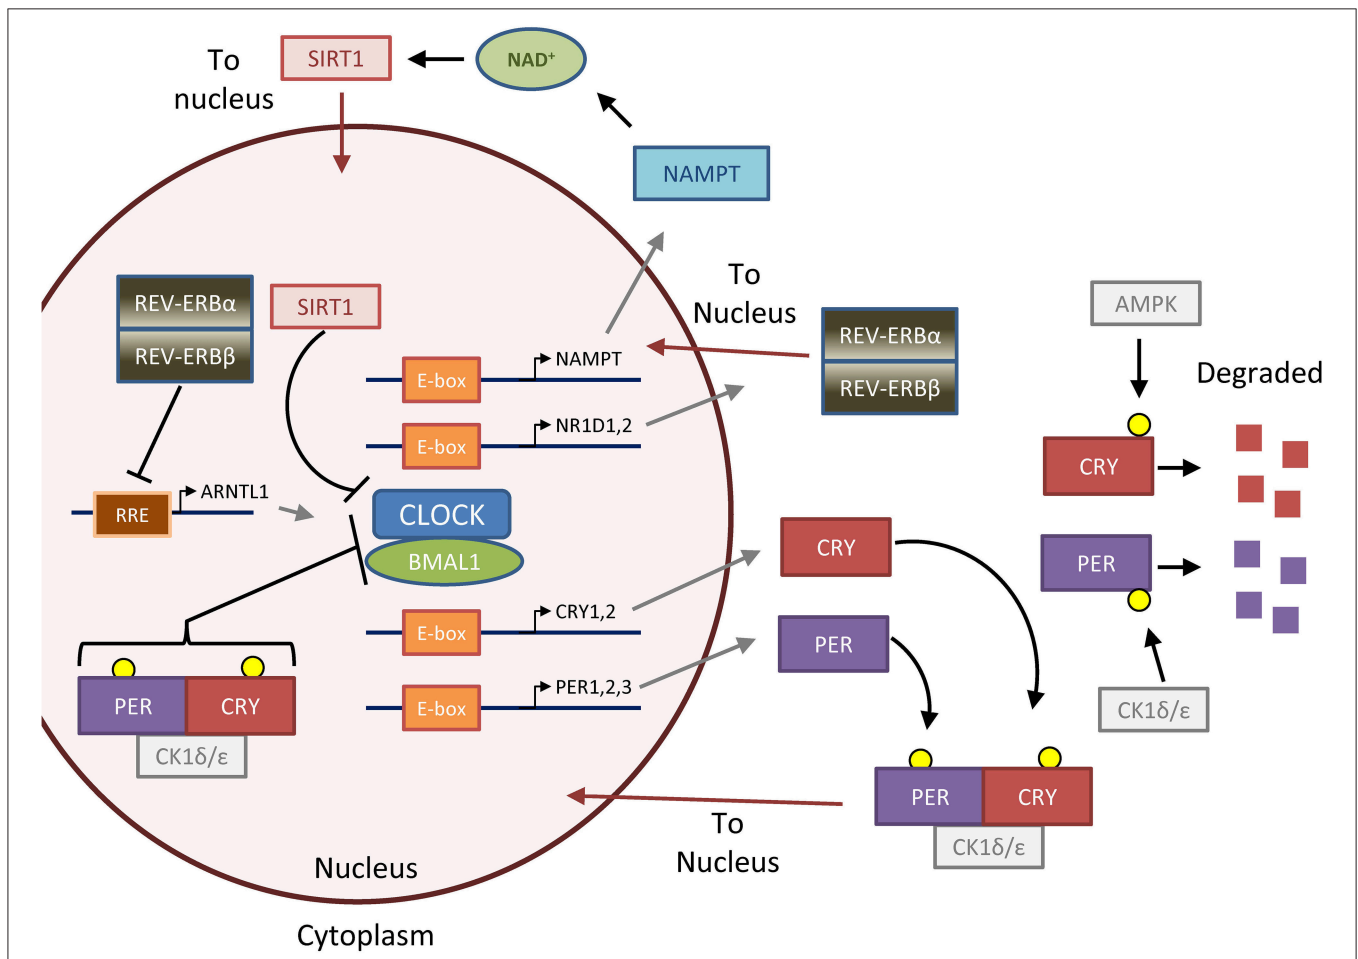 To
nucleus
SIRT1
NAD⁺
NAMPT
REV-ERBα
REV-ERBβ
SIRT1
To
Nucleus
REV-ERBα
REV-ERBβ
AMPK
Degraded
E-box
NAMPT
E-box
NR1D1,2
CRY
RRE
ARNTL1
CLOCK
BMAL1
CRY
PER
E-box
CRY1,2
PER
E-box
PER1,2,3
PER
CRY
CK1δ/ε
CK1δ/ε
PER
CRY
CK1δ/ε
To
Nucleus
Nucleus
Cytoplasm